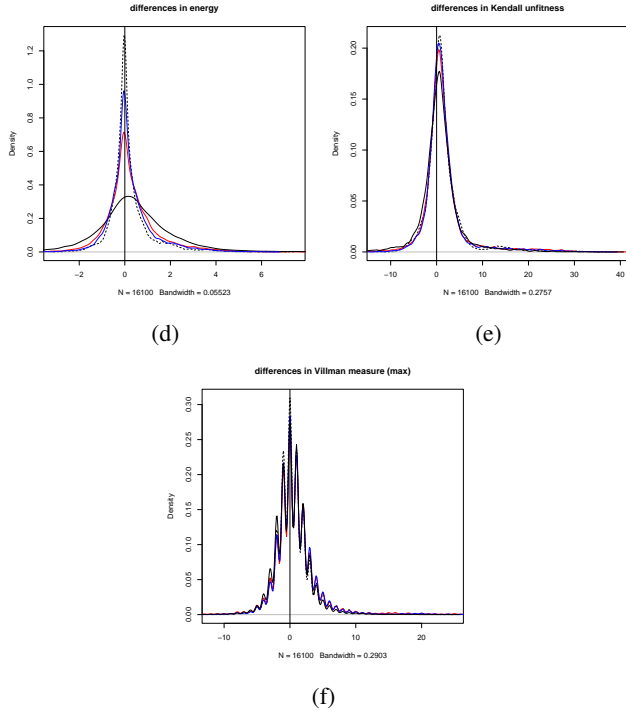 differences in energy
Density
0.0 0.2 0.4 0.6 0.8 1.0 1.2
−2 0 2 4 6
N = 16100 Bandwidth = 0.05523
(d)
differences in Kendall unfitness
Density
0.00 0.05 0.10 0.15 0.20
−10 0 10 20 30 40
N = 16100 Bandwidth = 0.2757
(e)
differences in Villman measure (max)
Density
0.00 0.05 0.10 0.15 0.20 0.25 0.30
−10 0 10 20
N = 16100 Bandwidth = 0.2903
(f)